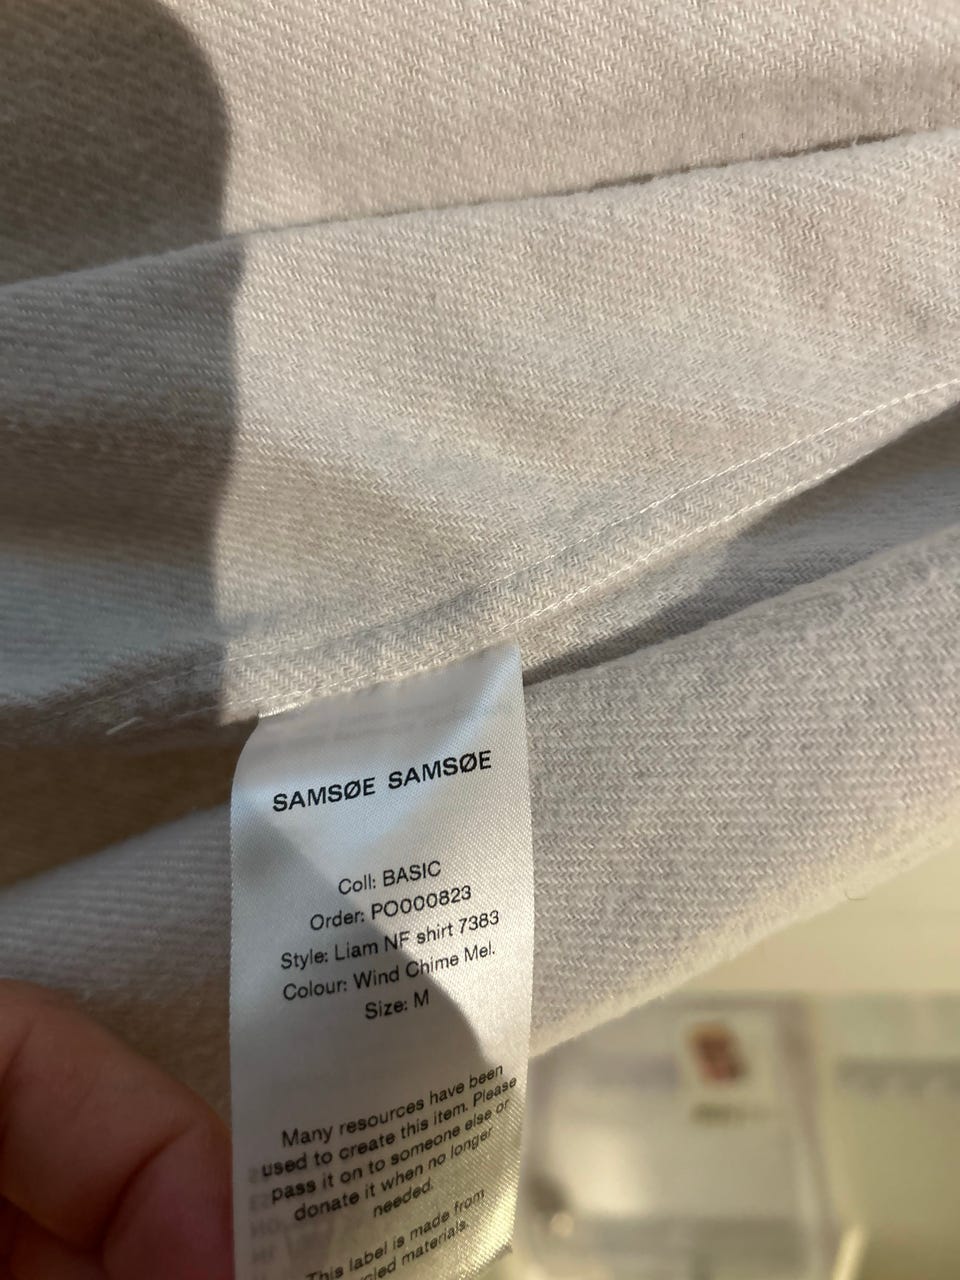 SAMSØE SAMSØE
Coll: BASIC
Order: PO000823
Style: Liam NF shirt 7383
Colour: Wind Chime Mel.
Size: M
Many resources have been
used to create this item. Please
pass it on to someone else or
donate it when no longer
needed.
This label is made from
materials.